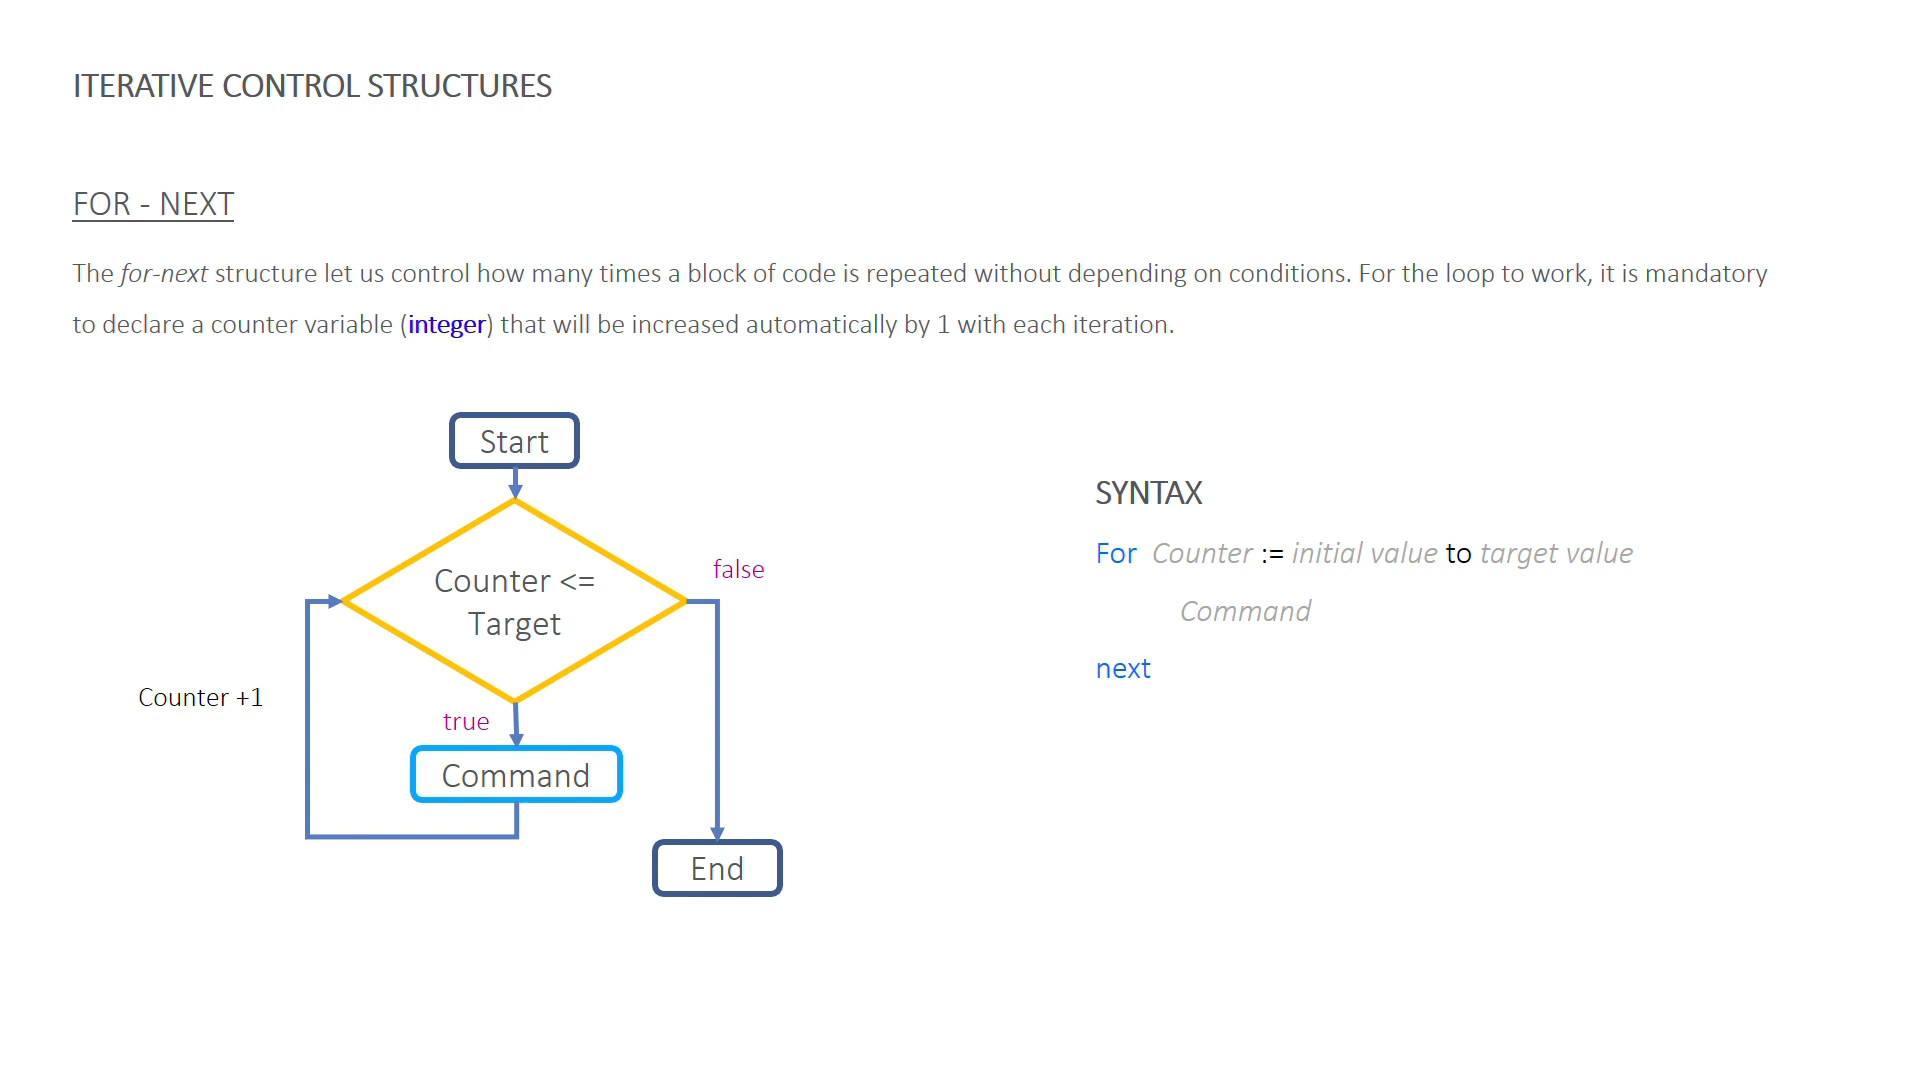 ITERATIVE CONTROL STRUCTURES
FOR - NEXT
The for-next structure let us control how many times a block of code is repeated without depending on conditions. For the loop to work, it is mandatory
to declare a counter variable (integer) that will be increased automatically by 1 with each iteration.
Start
Counter <=
Target
false
Counter +1
true
Command
End
SYNTAX
For Counter := initial value to target value
Command
next